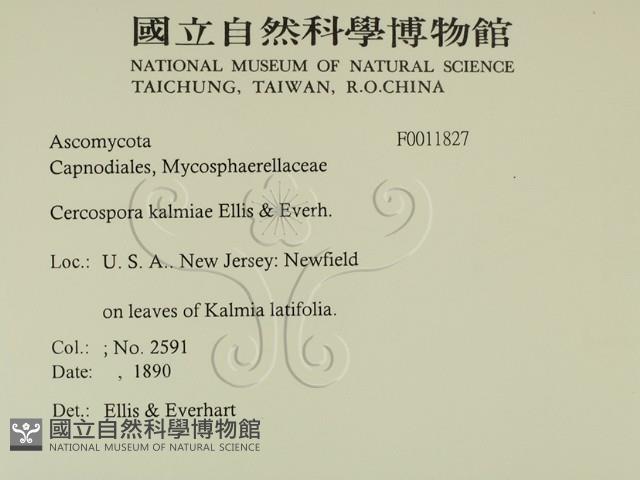 國立自然科學博物館
NATIONAL MUSEUM OF NATURAL SCIENCE
TAICHUNG, TAIWAN, R.O.CHINA
Ascomycota F0011827
Capnodiales, Mycosphaerellaceae
Cercospora kalmiae Ellis & Everh.
Loc.: U. S. A.. New Jersey: Newfield
on leaves of Kalmia latifolia.
Col.: ; No. 2591
Date: , 1890
Det.: Ellis & Everhart
國立自然科學博物館
NATIONAL MUSEUM OF NATURAL SCIENCE